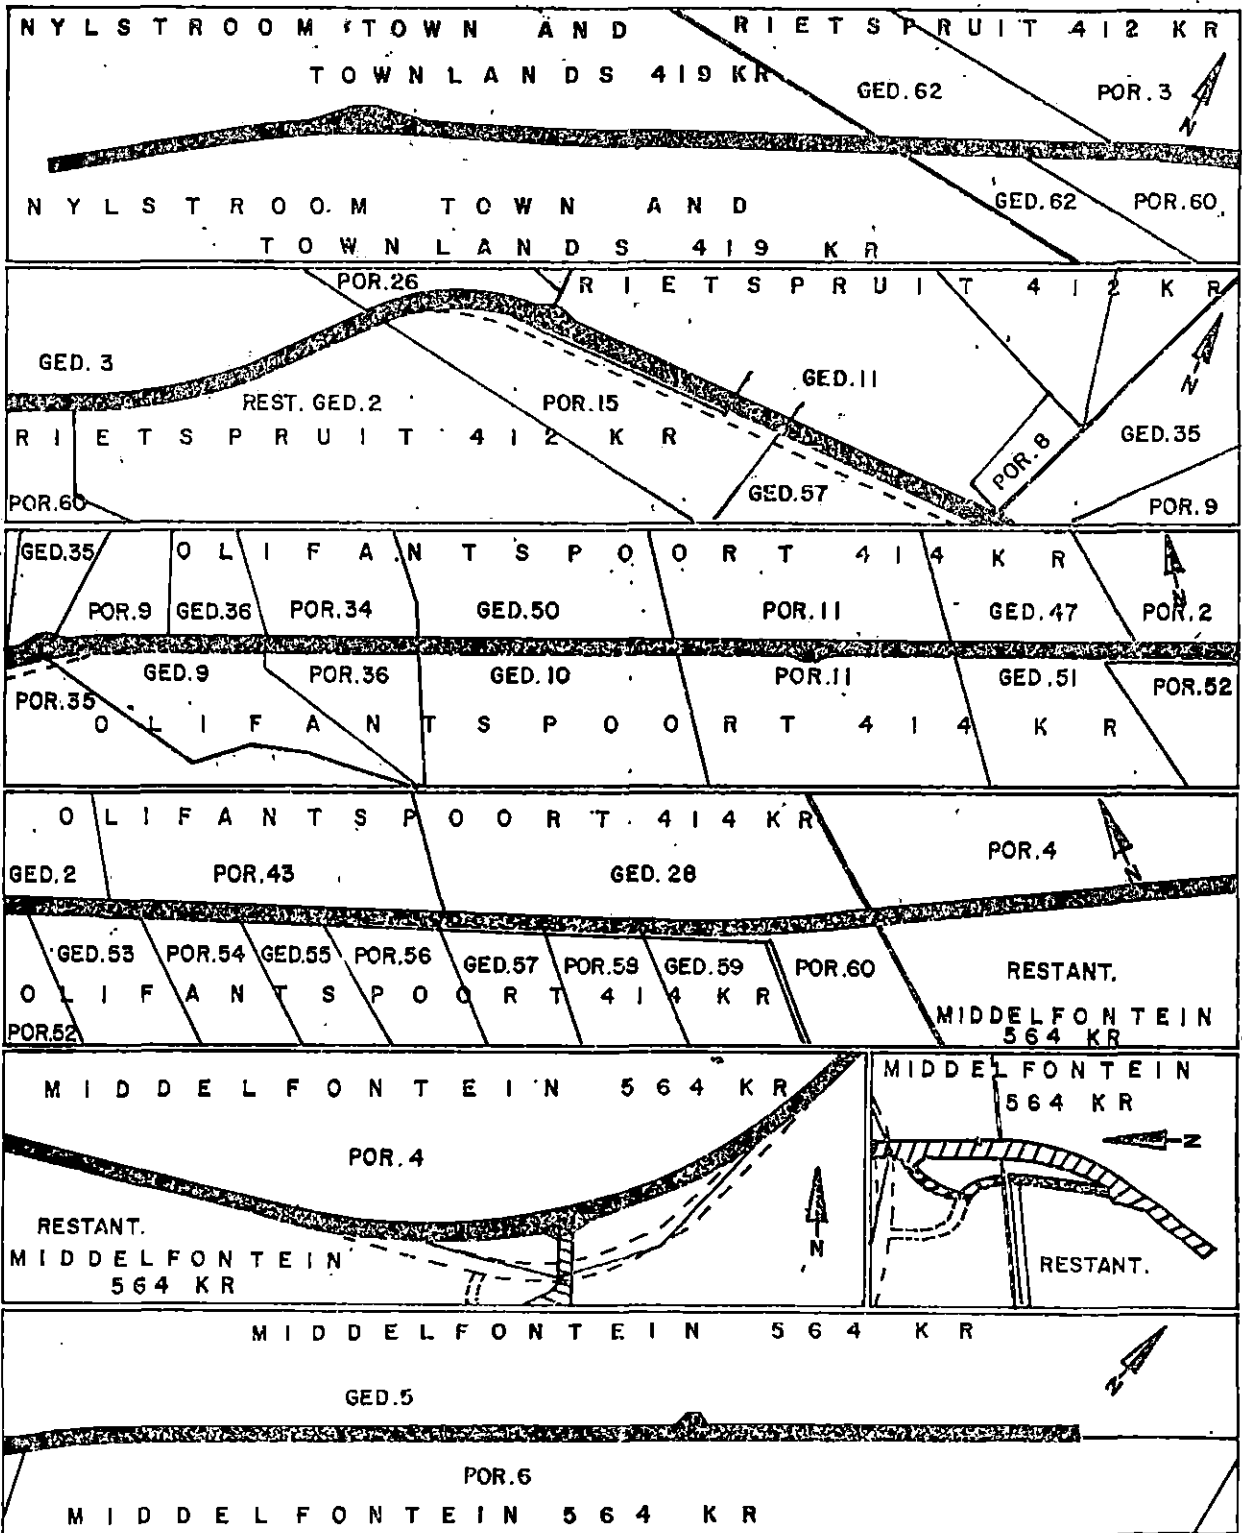 NYLSTROOM TOWN AND RIETSPRUIT 412 KR
TOWNLANDS 419 KR
GED.62 POR.3
N
NYLSTROOM TOWN AND
GED.62 POR.60
TOWNLANDS 419 KR
POR.26 RIETSPRUIT 412 KR
GED.3 GED.11
N
REST. GED.2 POR.15
RIETSPRUIT 412 KR GED.35
POR.8
POR.60 GED.57 POR.9
GED.35 OLIFANTSPOORT 414 KR
N
POR.9 GED.36 POR.34 GED.50 POR.11 GED.47 POR.2
POR.35 GED.9 POR.36 GED.10 POR.11 GED.51 POR.52
OLIFANTSPOORT 414 KR
OLIFANTSPOORT 414 KR
GED.2 POR.43 GED.28 POR.4
N
GED.53 POR.54 GED.55 POR.56 GED.57 POR.58 GED.59 POR.60 RESTANT.
OLIFANTSPOORT 414 KR MIDDELFONTEIN
POR.52 564 KR
MIDDELFONTEIN 564 KR
POR.4
RESTANT.
N
MIDDELFONTEIN
564 KR
MIDDELFONTEIN
564 KR
N
RESTANT.
MIDDELFONTEIN 564 KR
N
GED.5
POR.6
MIDDELFONTEIN 564 KR